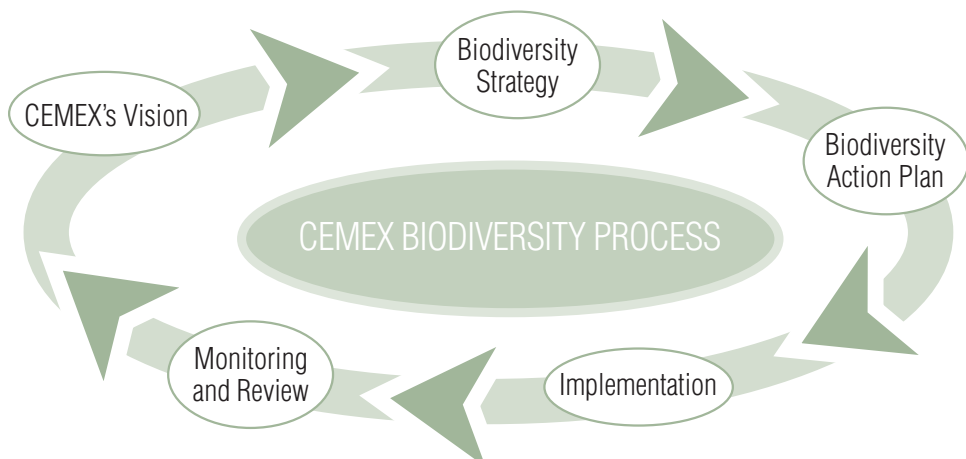 CEMEX’s Vision
Biodiversity
Strategy
Biodiversity
Action Plan
CEMEX BIODIVERSITY PROCESS
Implementation
Monitoring
and Review